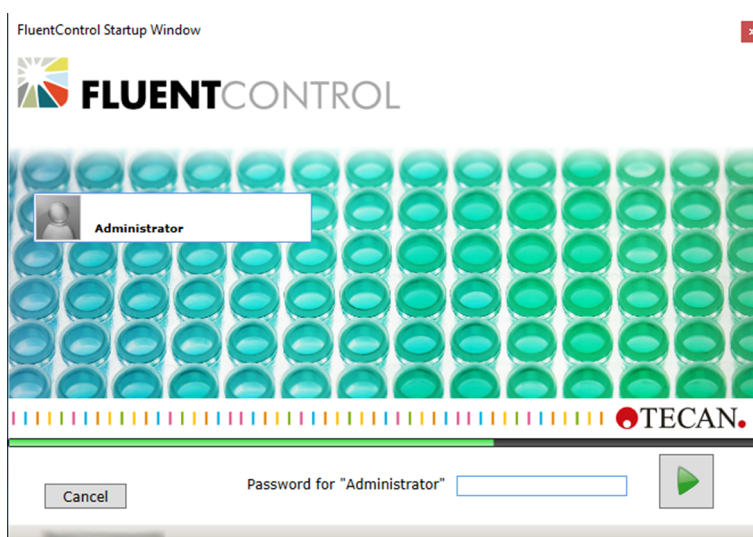 FluentControl Startup Window
FLUENTCONTROL
Administrator
TECAN.
Password for "Administrator"
Cancel